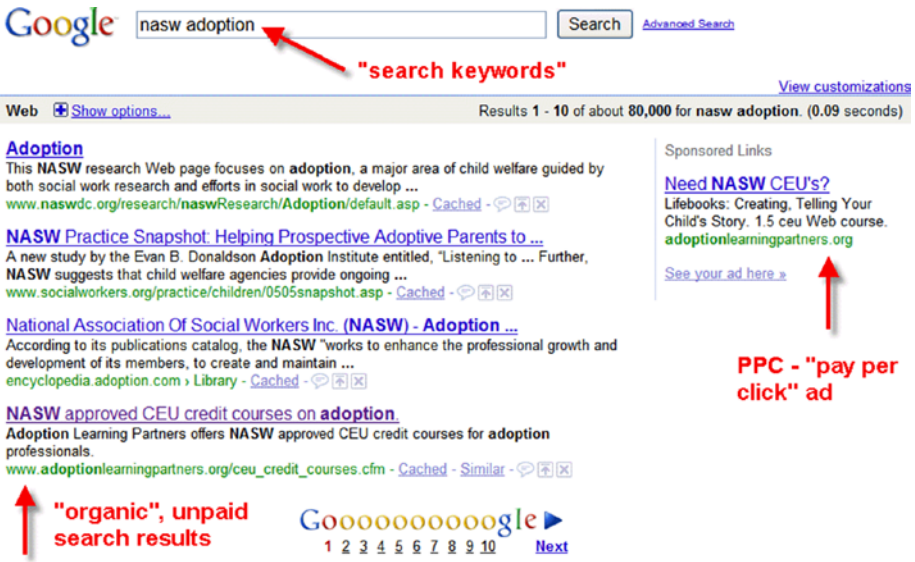 Google nasw adoption Search Advanced Search
"search keywords"
View customizations
Web Show options... Results 1 - 10 of about 80,000 for nasw adoption. (0.09 seconds)
Adoption
This NASW research Web page focuses on adoption, a major area of child welfare guided by
both social work research and efforts in social work to develop ...
www.naswdc.org/research/naswResearch/Adoption/default.asp - Cached -
NASW Practice Snapshot: Helping Prospective Adoptive Parents to ...
A new study by the Evan B. Donaldson Adoption Institute entitled, "Listening to ... Further,
NASW suggests that child welfare agencies provide ongoing ...
www.socialworkers.org/practice/children/0505snapshot.asp - Cached -
National Association Of Social Workers Inc. (NASW) - Adoption ...
According to its publications catalog, the NASW "works to enhance the professional growth and
development of its members, to create and maintain ...
encyclopedia.adoption.com › Library - Cached -
NASW approved CEU credit courses on adoption.
Adoption Learning Partners offers NASW approved CEU credit courses for adoption
professionals.
www.adoptionlearningpartners.org/ceu_credit_courses.cfm - Cached - Similar -
"organic", unpaid
search results
Sponsored Links
Need NASW CEU's?
Lifebooks: Creating, Telling Your
Child's Story. 1.5 ceu Web course.
adoptionlearningpartners.org
See your ad here »
PPC - "pay per
click" ad
Goooooooooogle
1 2 3 4 5 6 7 8 9 10 Next